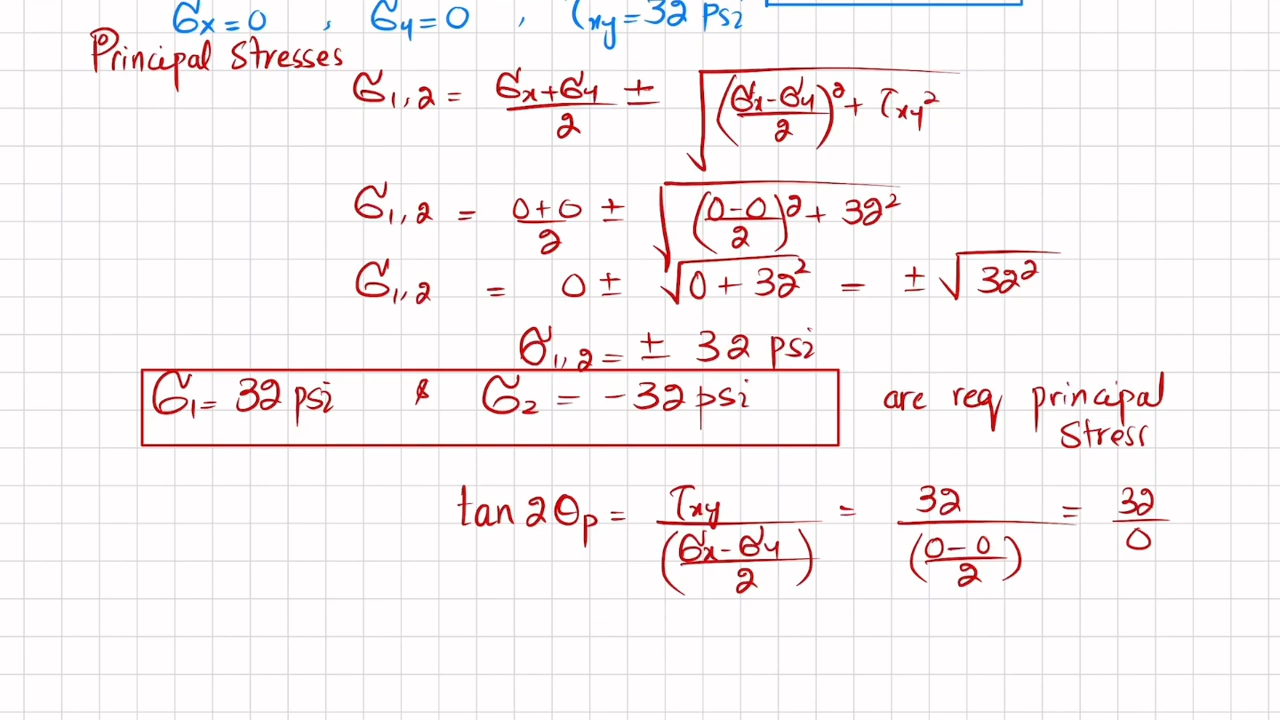 σx=0 , σy=0 , τxy=32 psi
Principal Stresses
σ1,2 = σx+σy/2 ± √(σx-σy/2)² + τxy²
σ1,2 = 0+0/2 ± √(0-0/2)² + 32²
σ1,2 = 0 ± √0+32² = ± √32²
σ1,2 = ± 32 psi
σ1 = 32 psi & σ2 = -32 psi are req principal
Stress
tan 2θp = τxy/(σx-σy/2) = 32/(0-0/2) = 32/0